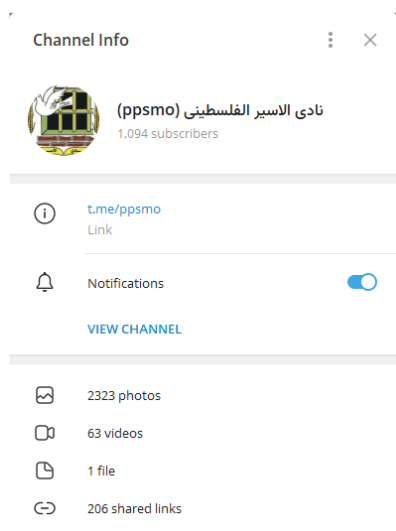 Channel Info
نادى الاسير الفلسطينى (ppsmo)
1,094 subscribers
t.me/ppsmo
Link
Notifications
VIEW CHANNEL
2323 photos
63 videos
1 file
206 shared links